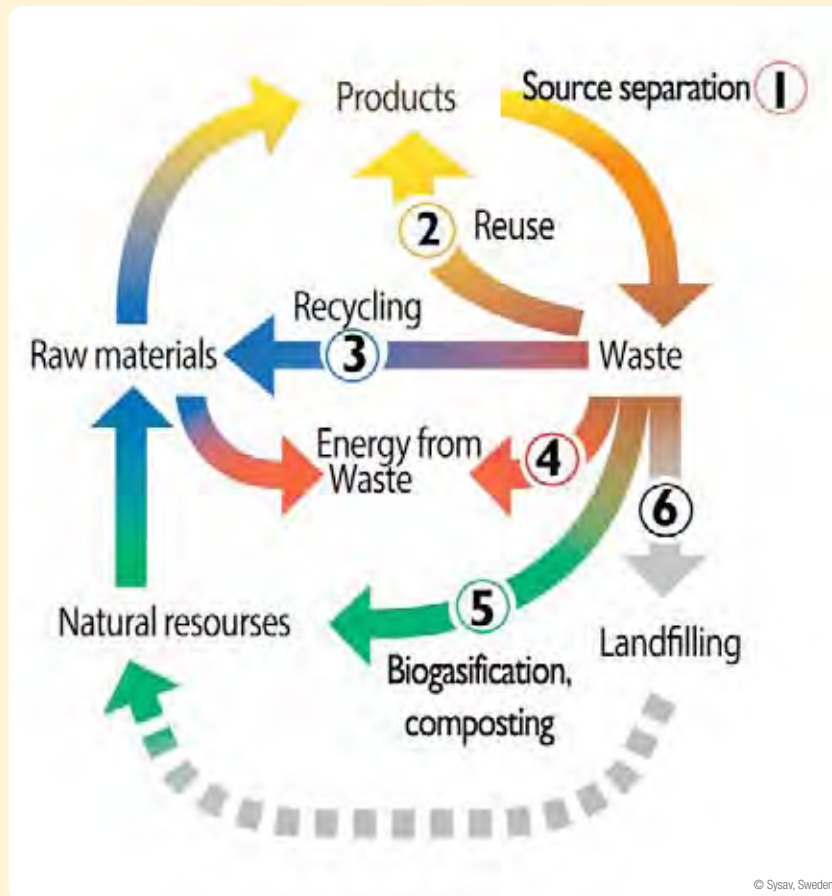 Products
Source separation 1
2 Reuse
Recycling
3
Raw materials
Waste
Energy from
Waste
4
6
5
Natural resourses
Landfilling
Biogasification,
composting
© Sysav, Sweden